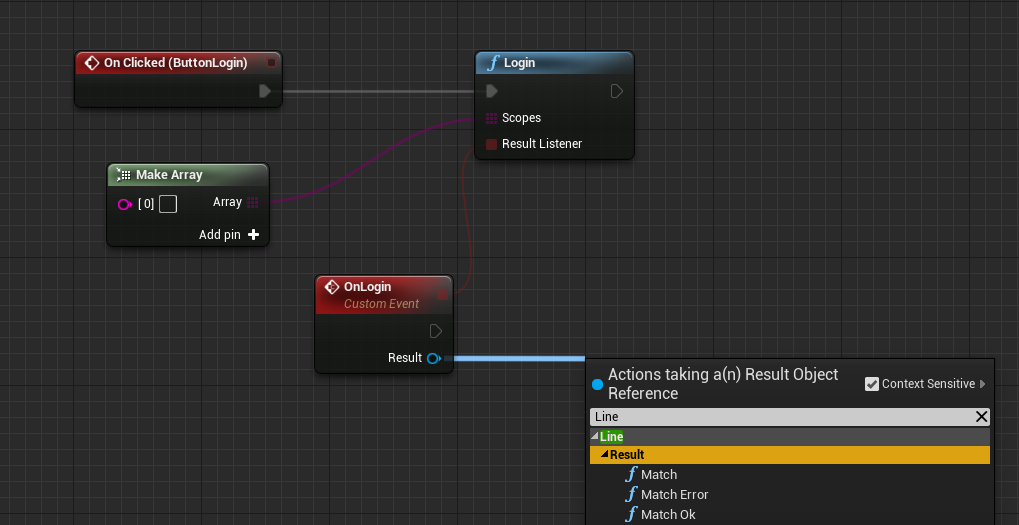 On Clicked (ButtonLogin)
Login
Scopes
Result Listener
Make Array
[ 0]
Array
Add pin
OnLogin
Custom Event
Result
Actions taking a(n) Result Object
Reference
Context Sensitive
Line
Line
Result
f Match
f Match Error
f Match Ok